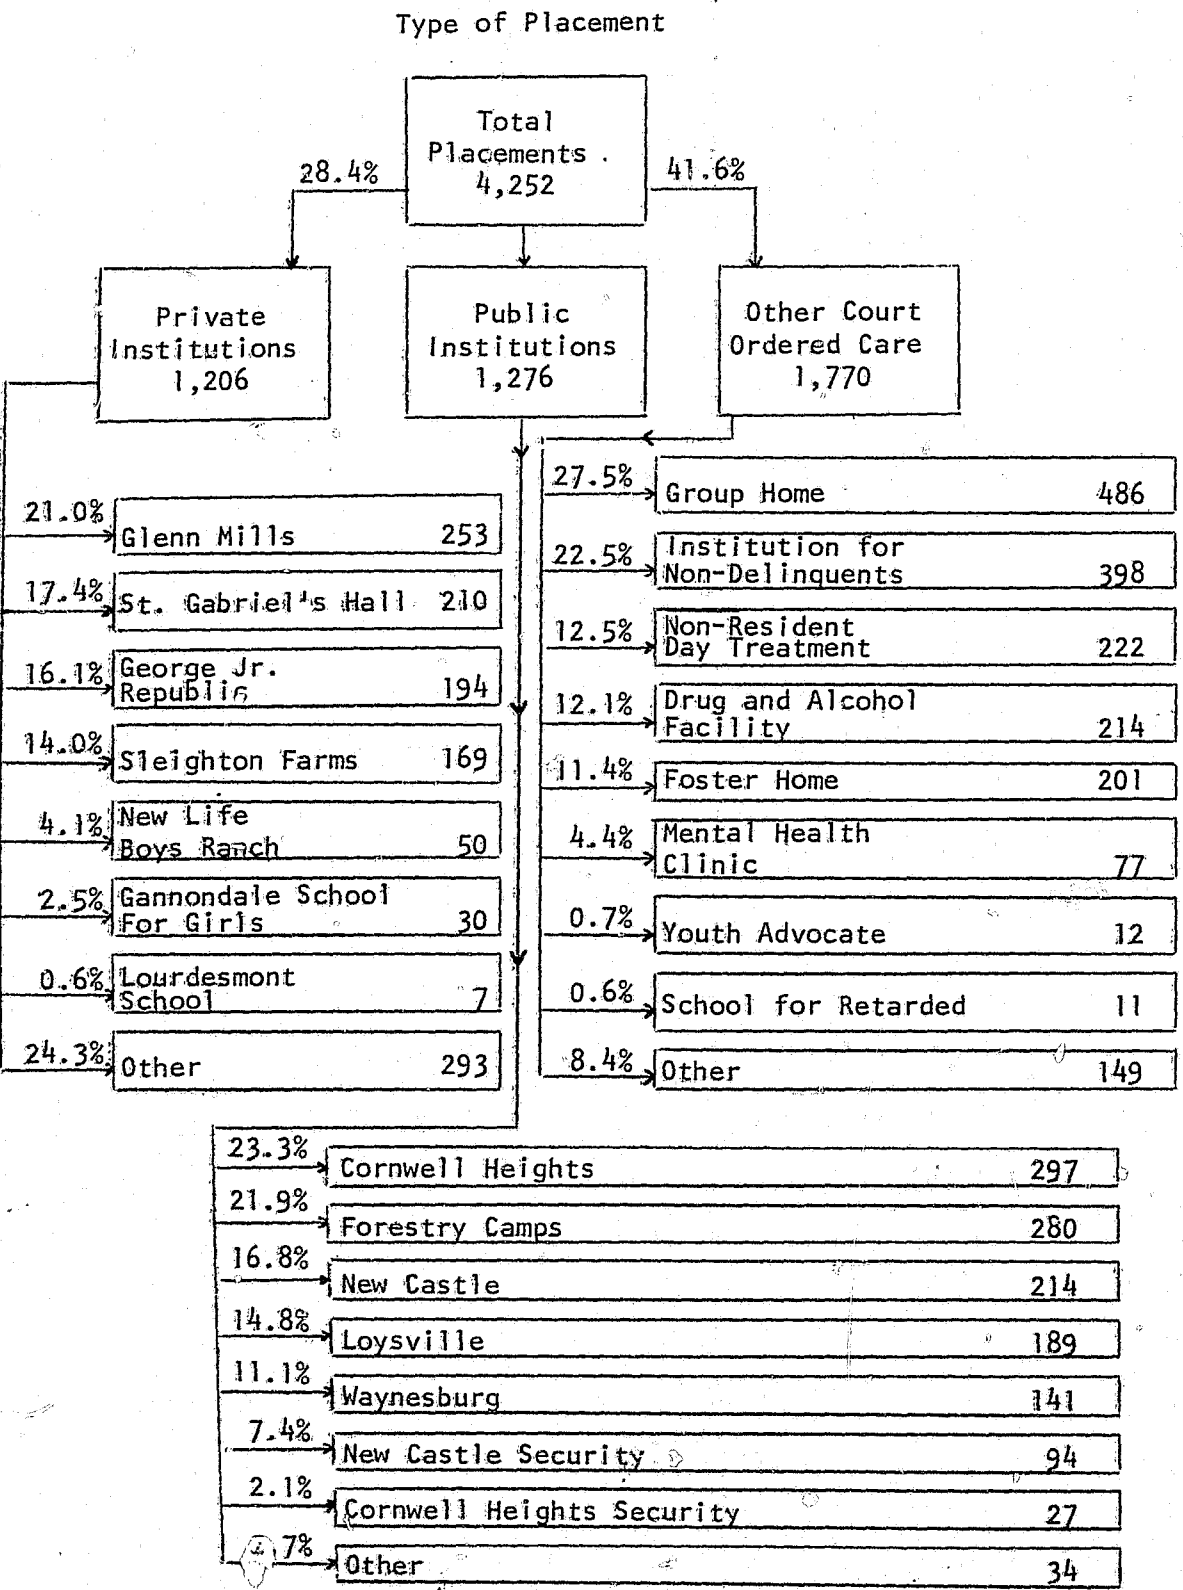 Type of Placement
Total
Placements
4,252
28.4%
41.6%
Private
Institutions
1,206
Public
Institutions
1,276
Other Court
Ordered Care
1,770
21.0%
Glenn Mills 253
17.4%
St. Gabriel's Hall 210
16.1%
George Jr.
Republic 194
14.0%
Sleighton Farms 169
4.1%
New Life
Boys Ranch 50
2.5%
Gannondale School
For Girls 30
0.6%
Lourdesmont
School 7
24.3%
Other 293
27.5%
Group Home 486
22.5%
Institution for
Non-Delinquents 398
12.5%
Non-Resident
Day Treatment 222
12.1%
Drug and Alcohol
Facility 214
11.4%
Foster Home 201
4.4%
Mental Health
Clinic 77
0.7%
Youth Advocate 12
0.6%
School for Retarded 11
8.4%
Other 149
23.3%
Cornwell Heights 297
21.9%
Forestry Camps 280
16.8%
New Castle 214
14.8%
Loysville 189
11.1%
Waynesburg 141
7.4%
New Castle Security 94
2.1%
Cornwell Heights Security 27
Other 34